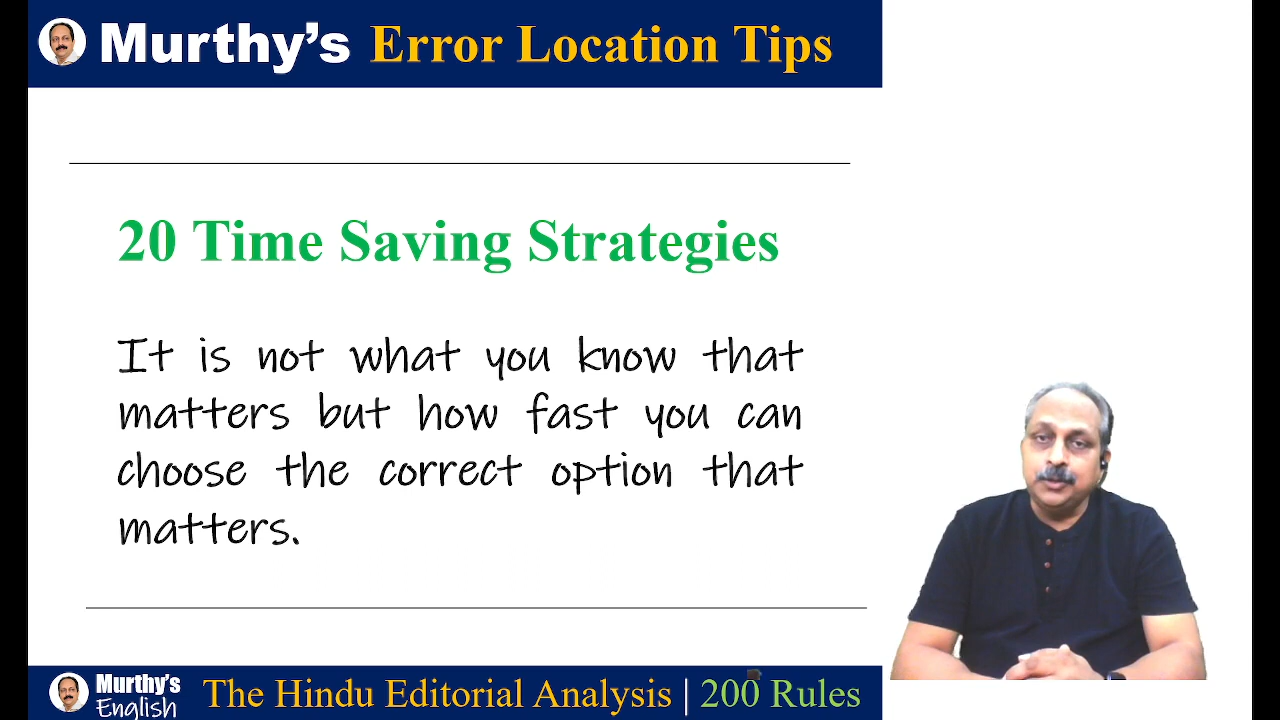 Murthy's Error Location Tips
20 Time Saving Strategies
It is not what you know that
matters but how fast you can
choose the correct option that
matters.
Murthy's
English
The Hindu Editorial Analysis | 200 Rules